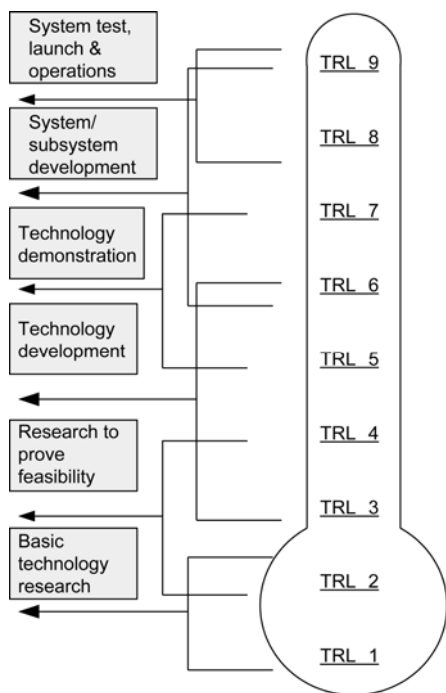 System test,
launch &
operations
System/
subsystem
development
Technology
demonstration
Technology
development
Research to
prove
feasibility
Basic
technology
research
TRL 9
TRL 8
TRL 7
TRL 6
TRL 5
TRL 4
TRL 3
TRL 2
TRL 1